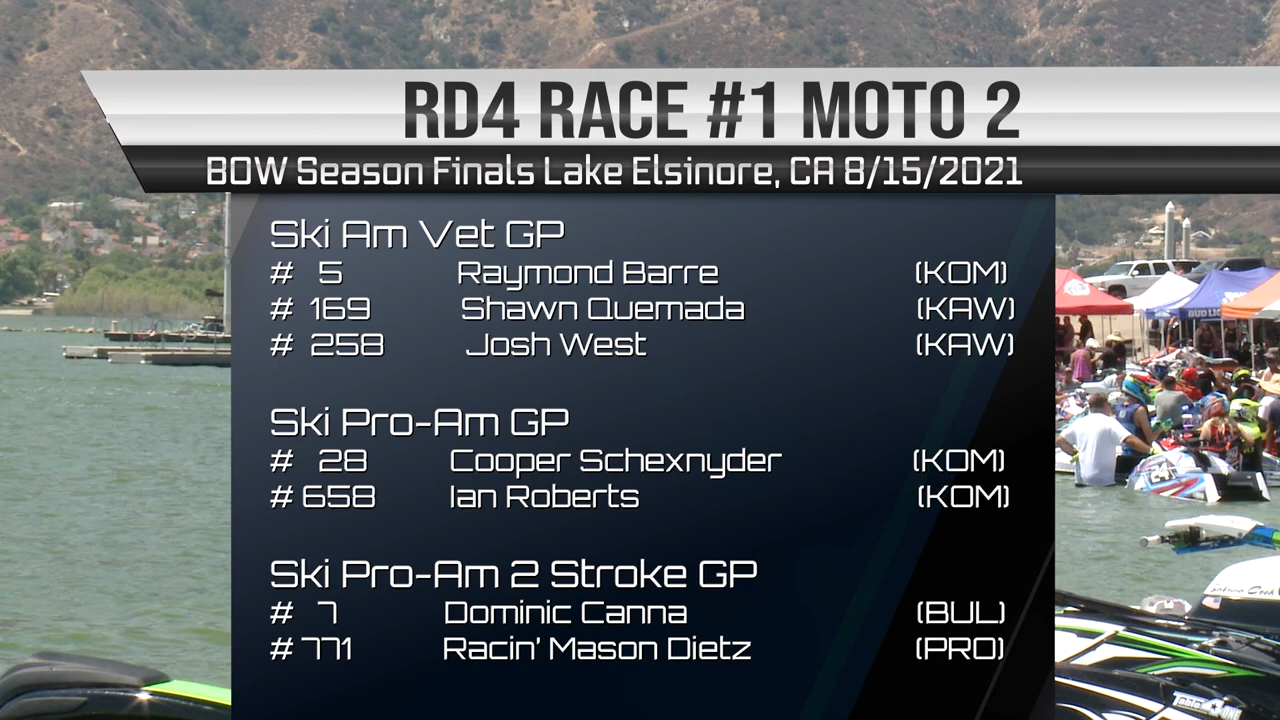 RD4 RACE #1 MOTO 2
BOW Season Finals Lake Elsinore, CA 8/15/2021
Ski Am Vet GP
# 5 Raymond Barre (KOM)
# 169 Shawn Quemada (KAW)
# 258 Josh West (KAW)
Ski Pro-Am GP
# 28 Cooper Schexnyder (KOM)
# 658 Ian Roberts (KOM)
Ski Pro-Am 2 Stroke GP
# 7 Dominic Canna (BUL)
# 771 Racin' Mason Dietz (PRO)
BUD LIG
24